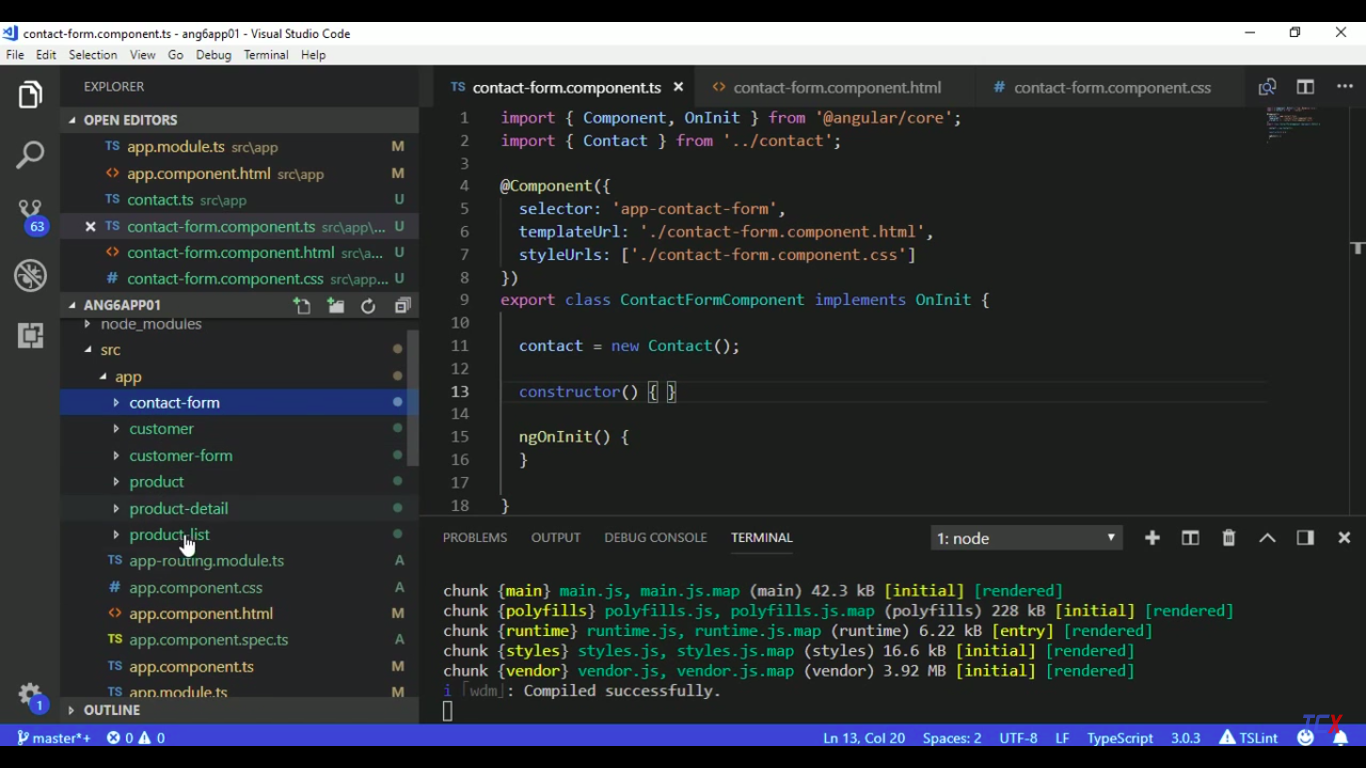 contact-form.component.ts - ang6app01 - Visual Studio Code
File Edit Selection View Go Debug Terminal Help
EXPLORER
OPEN EDITORS
TS app.module.ts src\app M
<> app.component.html src\app M
TS contact.ts src\app U
TS contact-form.component.ts src\app\... U
<> contact-form.component.html src\a... U
# contact-form.component.css src\app... U
63
ANG6APP01
node_modules
src
app
contact-form
customer
customer-form
product
product-detail
product-list
TS app-routing.module.ts A
# app.component.css A
<> app.component.html M
TS app.component.spec.ts A
TS app.component.ts M
TS app.module.ts M
1
OUTLINE
TS contact-form.component.ts <> contact-form.component.html # contact-form.component.css
1 import { Component, OnInit } from '@angular/core';
2 import { Contact } from '../contact';
3
4 @Component({
5 selector: 'app-contact-form',
6 templateUrl: './contact-form.component.html',
7 styleUrls: ['./contact-form.component.css']
8 })
9 export class ContactFormComponent implements OnInit {
10
11 contact = new Contact();
12
13 constructor() { }
14
15 ngOnInit() {
16 }
17
18 }
PROBLEMS OUTPUT DEBUG CONSOLE TERMINAL 1: node
chunk {main} main.js, main.js.map (main) 42.3 kB [initial] [rendered]
chunk {polyfills} polyfills.js, polyfills.js.map (polyfills) 228 kB [initial] [rendered]
chunk {runtime} runtime.js, runtime.js.map (runtime) 6.22 kB [entry] [rendered]
chunk {styles} styles.js, styles.js.map (styles) 16.6 kB [initial] [rendered]
chunk {vendor} vendor.js, vendor.js.map (vendor) 3.92 MB [initial] [rendered]
i ｢wdm｣: Compiled successfully.
TCX
master*+ 0 0 Ln 13, Col 20 Spaces: 2 UTF-8 LF TypeScript 3.0.3 TSLint